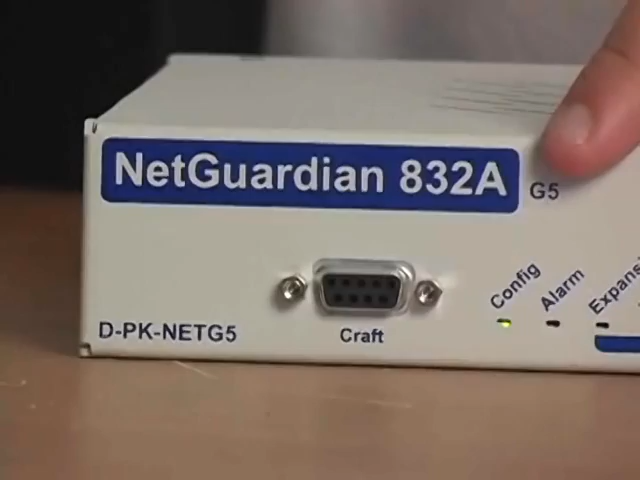 NetGuardian 832A
G5
Config
Alarm
D-PK-NETG5
Craft